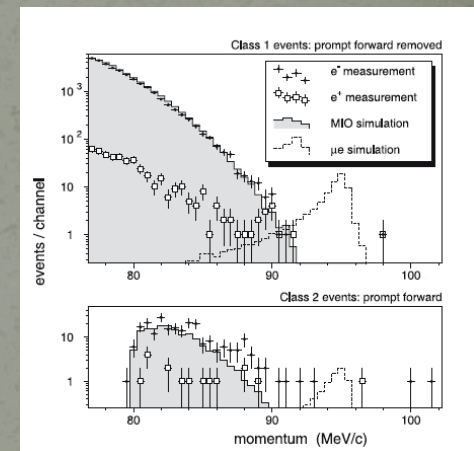 Class 1 events: prompt forward removed
e⁻ measurement
e⁺ measurement
MIO simulation
μe simulation
10³
10²
10
1
80
90
100
events / channel
Class 2 events: prompt forward
10
1
80
90
100
momentum (MeV/c)